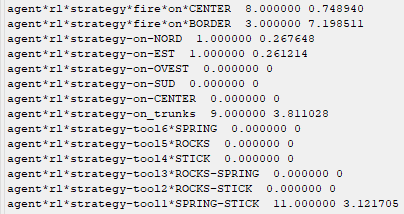 agent*rl*strategy*fire*on*CENTER 8.000000 0.748940
agent*rl*strategy*fire*on*BORDER 3.000000 7.198511
agent*rl*strategy-on-NORD 1.000000 0.267648
agent*rl*strategy-on-EST 1.000000 0.261214
agent*rl*strategy-on-OVEST 0.000000 0
agent*rl*strategy-on-SUD 0.000000 0
agent*rl*strategy-on-CENTER 0.000000 0
agent*rl*strategy-on_trunks 9.000000 3.811028
agent*rl*strategy-tool6*SPRING 0.000000 0
agent*rl*strategy-tool5*ROCKS 0.000000 0
agent*rl*strategy-tool4*STICK 0.000000 0
agent*rl*strategy-tool3*ROCKS-SPRING 0.000000 0
agent*rl*strategy-tool2*ROCKS-STICK 0.000000 0
agent*rl*strategy-tool1*SPRING-STICK 11.000000 3.121705